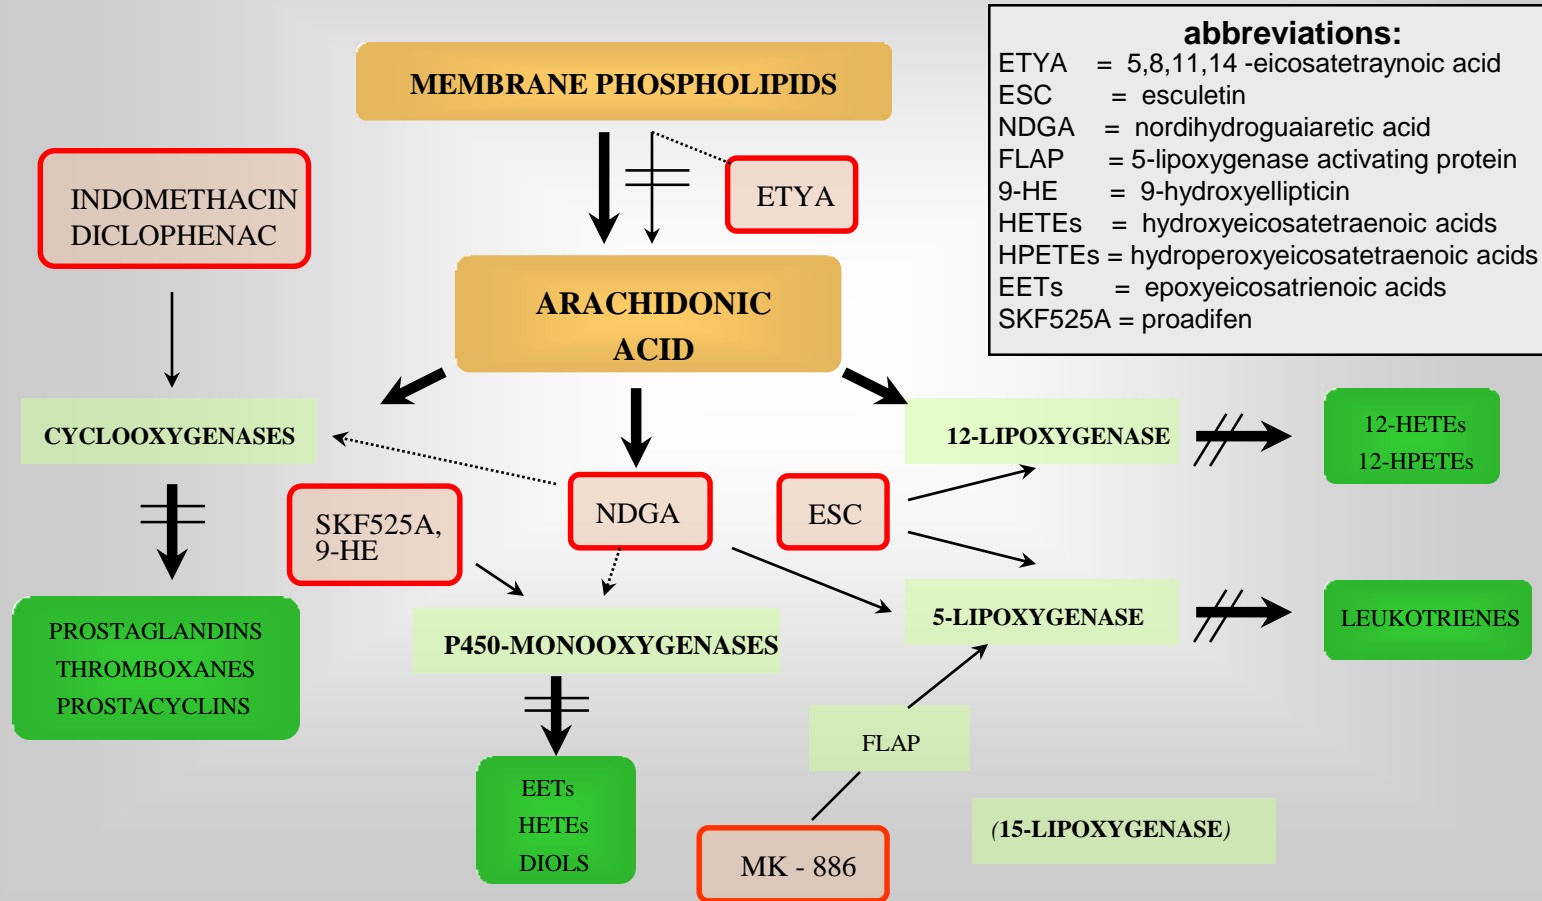 MEMBRANE PHOSPHOLIPIDS
abbreviations:
ETYA = 5,8,11,14 -eicosatetraynoic acid
ESC = esculetin
NDGA = nordihydroguaiaretic acid
FLAP = 5-lipoxygenase activating protein
9-HE = 9-hydroxyellipticin
HETEs = hydroxyeicosatetraenoic acids
HPETEs = hydroperoxyeicosatetraenoic acids
EETs = epoxyeicosatrienoic acids
SKF525A = proadifen
INDOMETHACIN
DICLOPHENAC
ETYA
ARACHIDONIC
ACID
CYCLOOXYGENASES
12-LIPOXYGENASE
12-HETEs
12-HPETEs
SKF525A,
9-HE
NDGA
ESC
PROSTAGLANDINS
THROMBOXANES
PROSTACYCLINS
P450-MONOOXYGENASES
5-LIPOXYGENASE
LEUKOTRIENES
FLAP
EETs
HETEs
DIOLS
MK - 886
(15-LIPOXYGENASE)